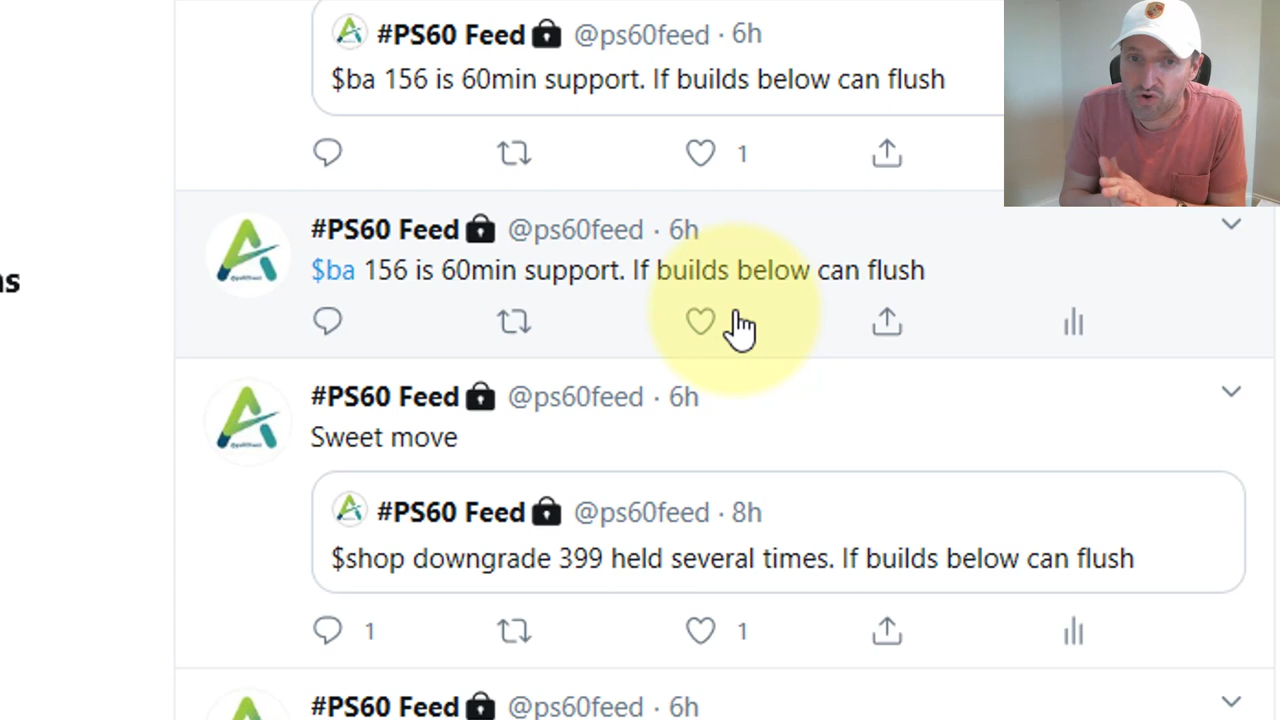 #PS60 Feed @ps60feed · 6h
$ba 156 is 60min support. If builds below can flush
1
#PS60 Feed @ps60feed · 6h
$ba 156 is 60min support. If builds below can flush
ns
#PS60 Feed @ps60feed · 6h
Sweet move
#PS60 Feed @ps60feed · 8h
$shop downgrade 399 held several times. If builds below can flush
1 1
#PS60 Feed @ps60feed · 6h